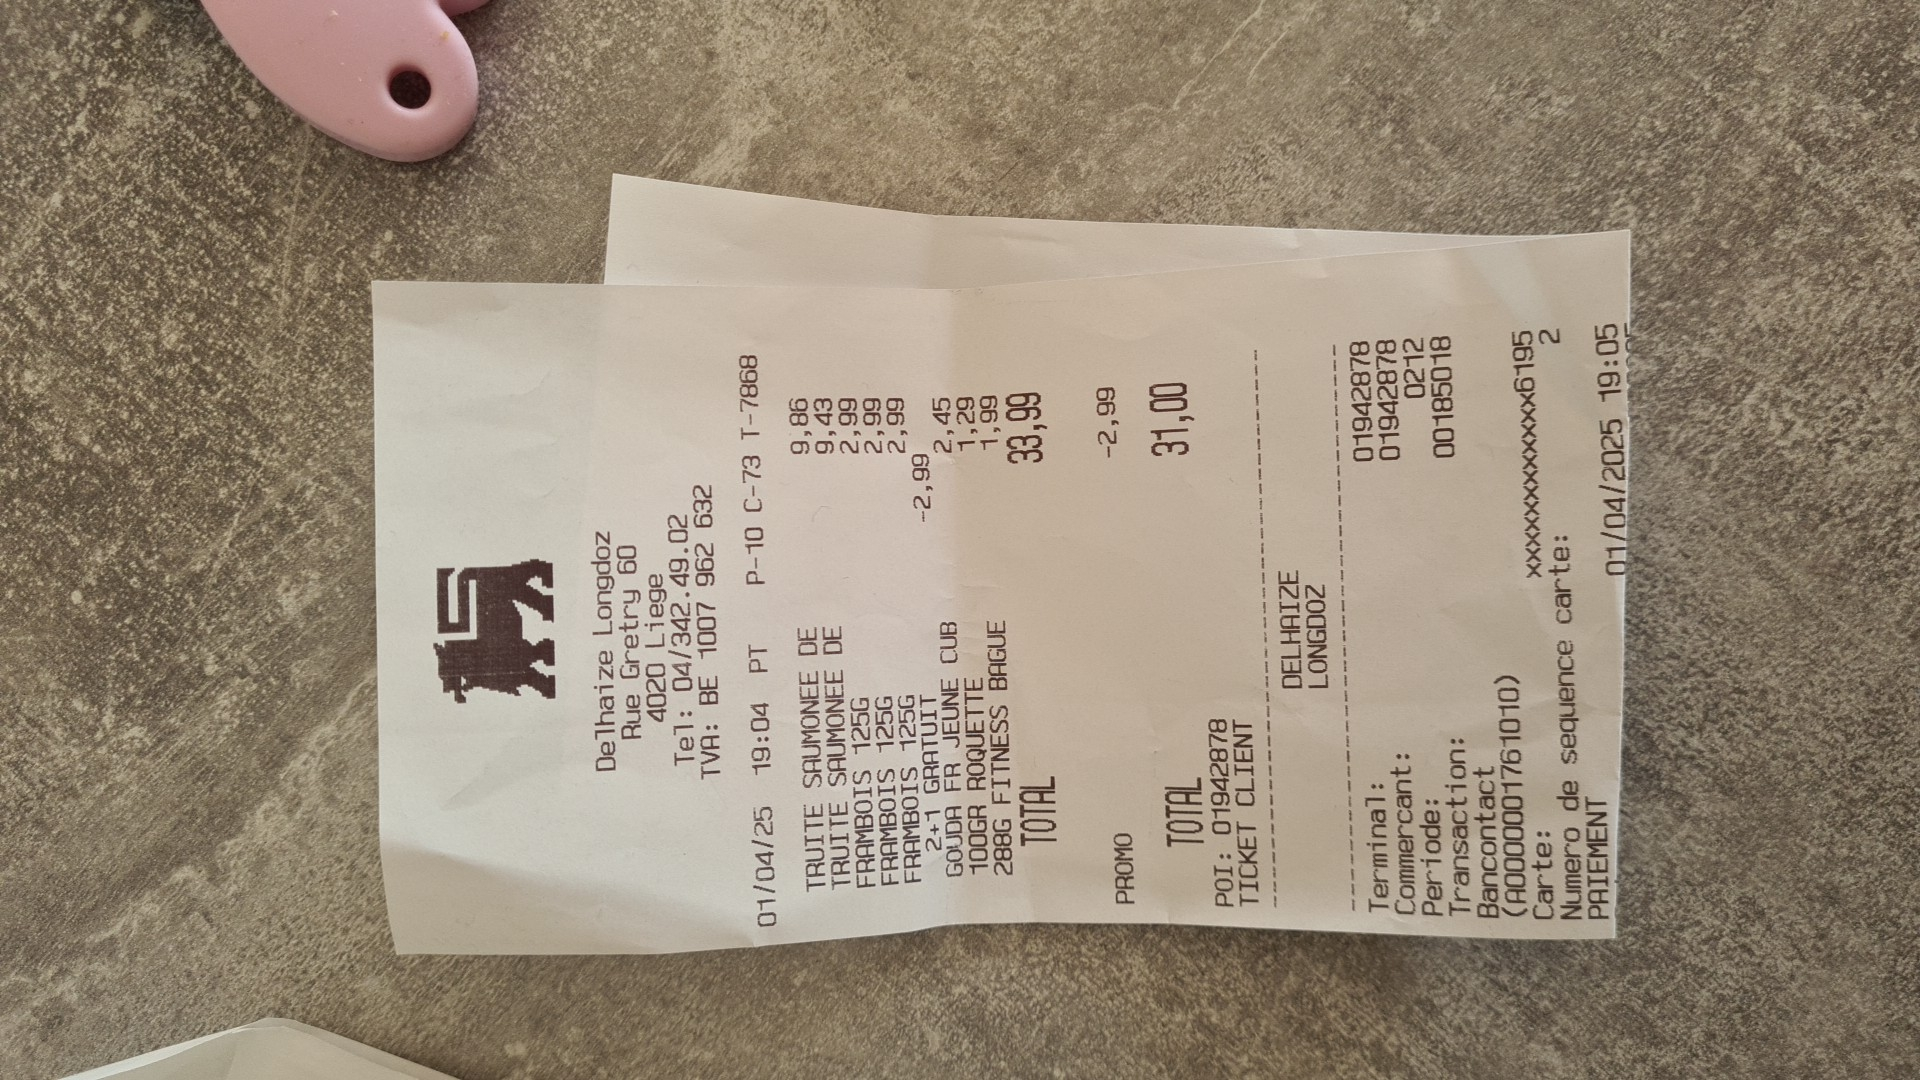 Delhaize Longdoz
Rue Gretry 60
4020 Liege
Tel: 04/342.49.02
TVA: BE 1007 962 632
01/04/25 19:04 PT P-10 C-73 T-7868
TRUITE SAUMONEE DE 9,86
TRUITE SAUMONEE DE 9,43
FRAMBOIS 125G 2,99
FRAMBOIS 125G 2,99
FRAMBOIS 125G 2,99
2+1 GRATUIT -2,99
GOUDA FR JEUNE CUB 2,45
100GR ROQUETTE 1,29
288G FITNESS BAGUE 1,99
TOTAL 33,99
PROMO -2,99
TOTAL 31,00
POI: 01942878
TICKET CLIENT
--------------------------------
DELHAIZE
LONGDOZ
--------------------------------
Terminal: 01942878
Commercant: 01942878
Periode: 0212
Transaction: 00185018
Bancontact
(A0000001761010)
Carte: xxxxxxxxxxxxx6195
Numero de sequence carte: 2
PAIEMENT 01/04/2025 19:05